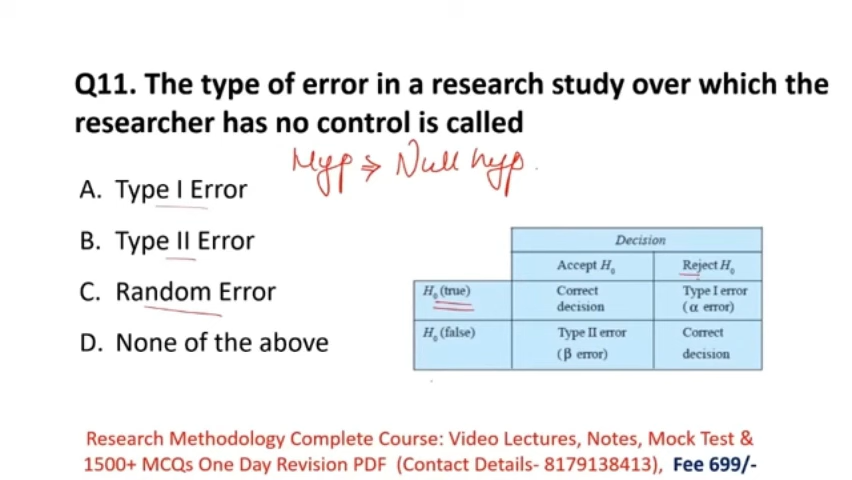 Q11. The type of error in a research study over which the
researcher has no control is called
Hyp ⇒ Null hyp.
A. Type I Error
B. Type II Error
C. Random Error
D. None of the above
Decision
Accept H₀ Reject H₀
H₀ (true) Correct decision Type I error (α error)
H₀ (false) Type II error (β error) Correct decision
Research Methodology Complete Course: Video Lectures, Notes, Mock Test &
1500+ MCQs One Day Revision PDF (Contact Details- 8179138413), Fee 699/-